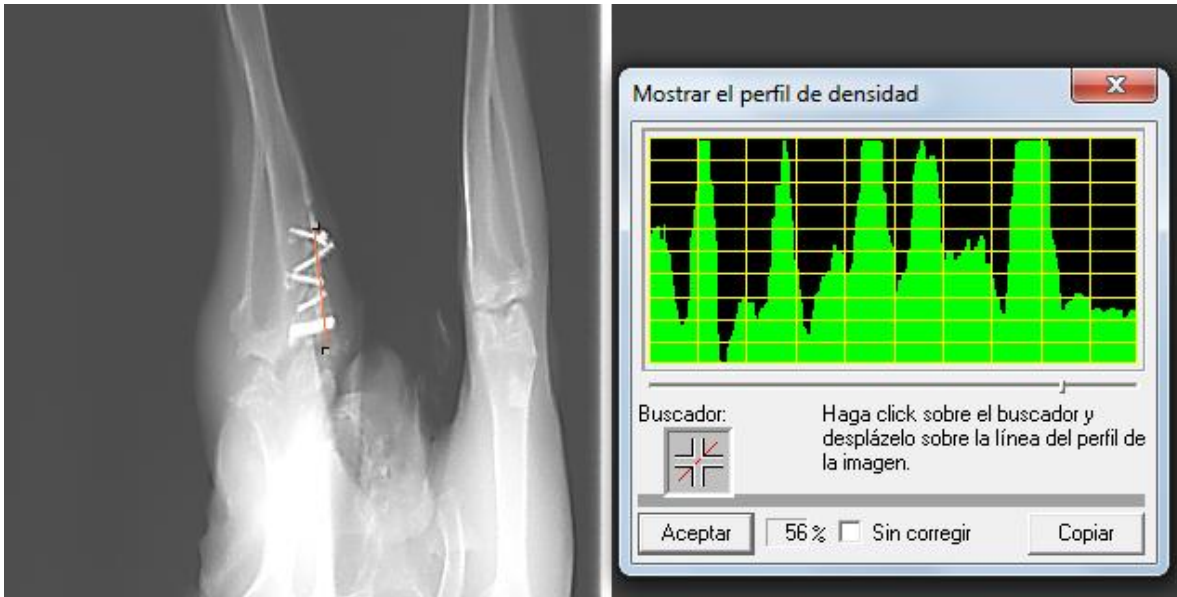 Mostrar el perfil de densidad
Buscador:
Haga click sobre el buscador y
desplázelo sobre la línea del perfil de
la imagen.
Aceptar
56 %
Sin corregir
Copiar